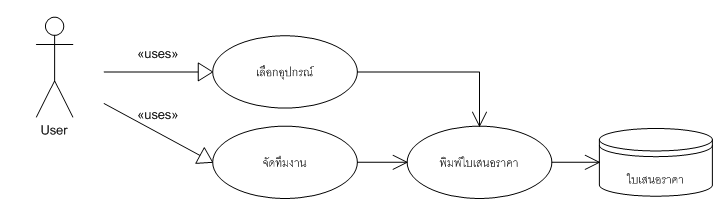 «uses»
เลือกอุปกรณ์
«uses»
User
จัดทีมงาน
พิมพ์ใบเสนอราคา
ใบเสนอราคา